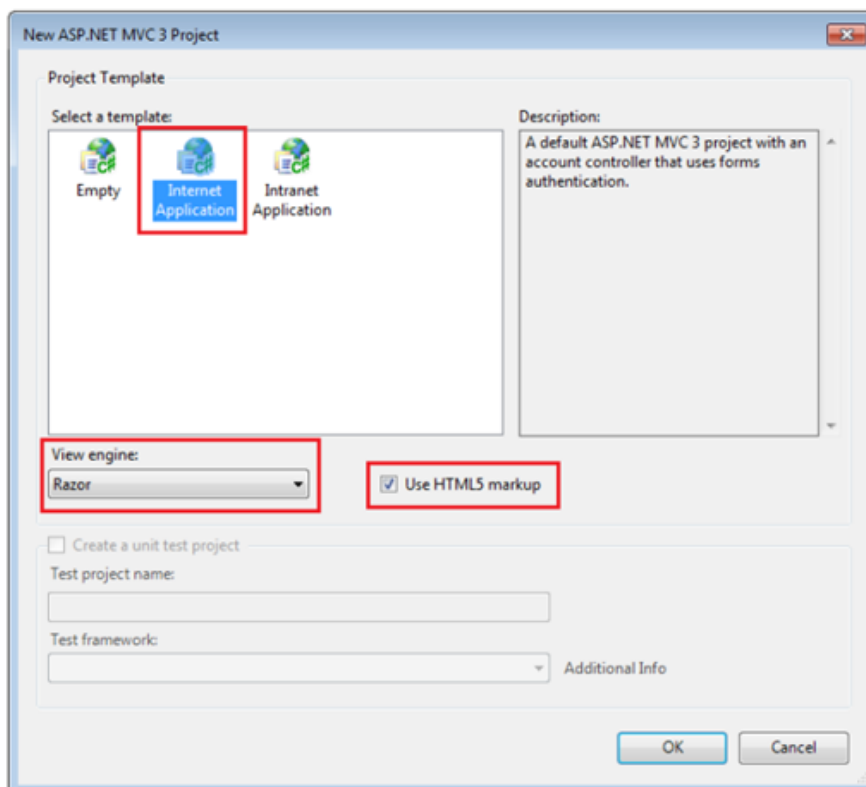 New ASP.NET MVC 3 Project
Project Template
Select a template:
Empty
Internet
Application
Intranet
Application
Description:
A default ASP.NET MVC 3 project with an
account controller that uses forms
authentication.
View engine:
Razor
Use HTML5 markup
Create a unit test project
Test project name:
Test framework:
Additional Info
OK
Cancel